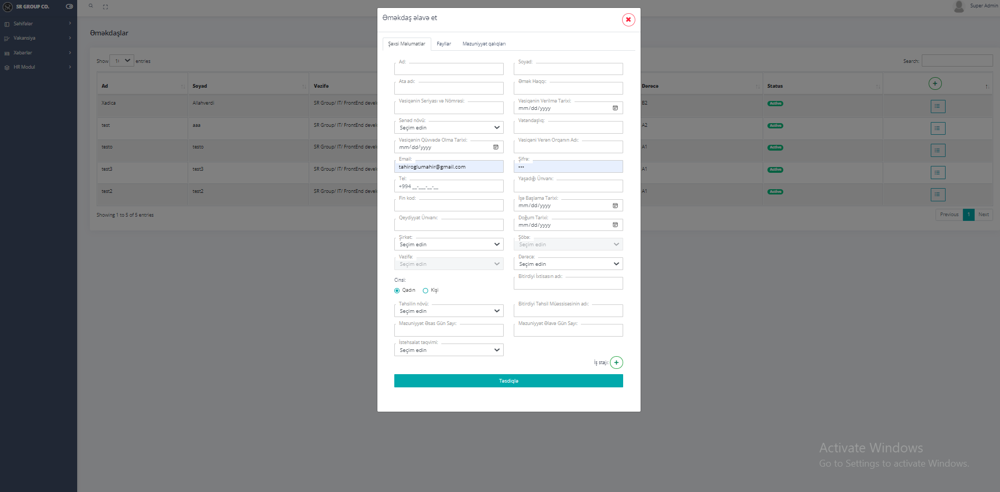 SR GROUP CO.
Super Admin
Səhifələr
Vakansiya
Xəbərlər
HR Modul
Əməkdaşlar
Show 10 entries
Search:
Ad Soyad Vəzifə Dərəcə Status
Xadica Allahverdi SR Group/ IT/ FrontEnd devel B2 Active
test aaa SR Group/ IT/ FrontEnd devel A2 Active
testo testo SR Group/ IT/ FrontEnd devel A1 Active
test3 test3 SR Group/ IT/ FrontEnd devel A1 Active
test2 test2 SR Group/ IT/ FrontEnd devel A1 Active
Showing 1 to 5 of 5 entries
Previous 1 Next
Əməkdaş əlavə et
Şəxsi Məlumatlar Fayllar Məzuniyyət qalıqları
Ad: Soyad:
Ata adı: Əmək Haqqı:
Vəsiqənin Seriyası və Nömrəsi: Vəsiqənin Verilmə Tarixi:
mm/dd/yyyy
Sənəd növü: Vətəndaşlıq:
Seçim edin
Vəsiqənin Qüvvədə Olma Tarixi: Vəsiqəni Verən Orqanın Adı:
mm/dd/yyyy
Email: Şifrə:
tahiroglumahir@gmail.com •••
Tel: Yaşadığı Ünvanı:
+994 __-___-__-__
Fin kod: İşə Başlama Tarixi:
mm/dd/yyyy
Qeydiyyat Ünvanı: Doğum Tarixi:
mm/dd/yyyy
Şirkət: Şöbə:
Seçim edin Seçim edin
Vəzifə: Dərəcə:
Seçim edin Seçim edin
Cinsi: Bitirdiyi İxtisasın adı:
Qadın Kişi
Təhsilin növü: Bitirdiyi Təhsil Müəssisəsinin adı:
Seçim edin
Məzuniyyət Əsas Gün Sayı: Məzuniyyət Əlavə Gün Sayı:
İstehsalat təqvimi:
Seçim edin
İş stajı:
Təsdiqlə
Activate Windows
Go to Settings to activate Windows.